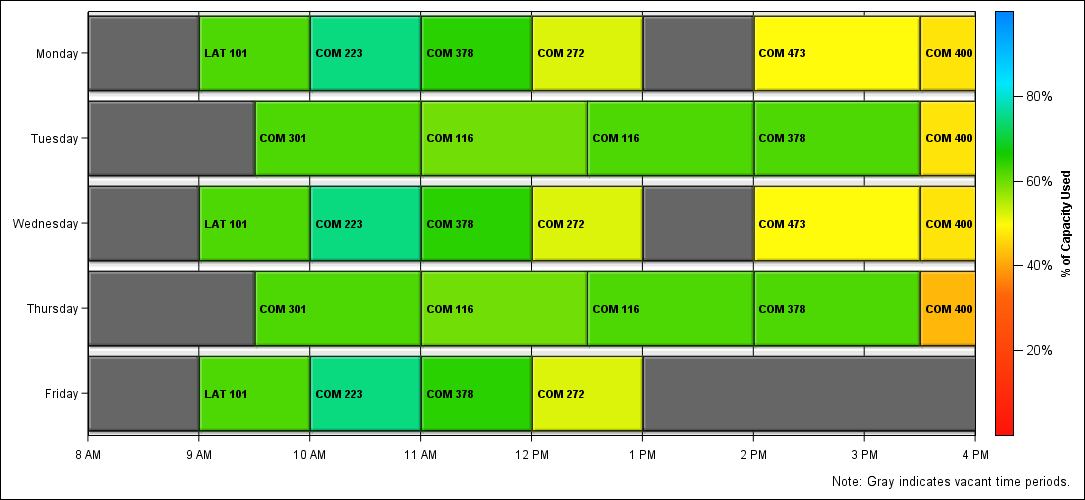 Monday
LAT 101
COM 223
COM 378
COM 272
COM 473
COM 400
80%
Tuesday
COM 301
COM 116
COM 116
COM 378
COM 400
60%
% of Capacity Used
Wednesday
LAT 101
COM 223
COM 378
COM 272
COM 473
COM 400
40%
Thursday
COM 301
COM 116
COM 116
COM 378
COM 400
20%
Friday
LAT 101
COM 223
COM 378
COM 272
8 AM
9 AM
10 AM
11 AM
12 PM
1 PM
2 PM
3 PM
4 PM
Note: Gray indicates vacant time periods.